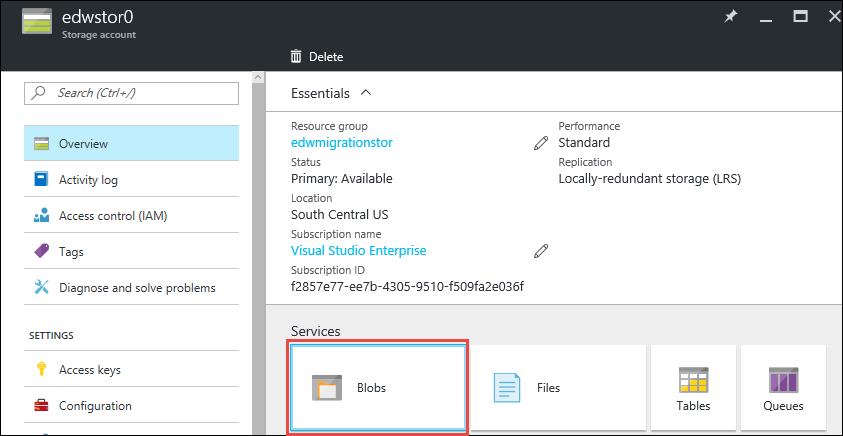 edwstor0
Storage account
Delete
Search (Ctrl+/)
Overview
Activity log
Access control (IAM)
Tags
Diagnose and solve problems
SETTINGS
Access keys
Configuration
Essentials
Resource group
edwmigrationstor
Status
Primary: Available
Location
South Central US
Subscription name
Visual Studio Enterprise
Subscription ID
f2857e77-ee7b-4305-9510-f509fa2e036f
Performance
Standard
Replication
Locally-redundant storage (LRS)
Services
Blobs
Files
Tables
Queues